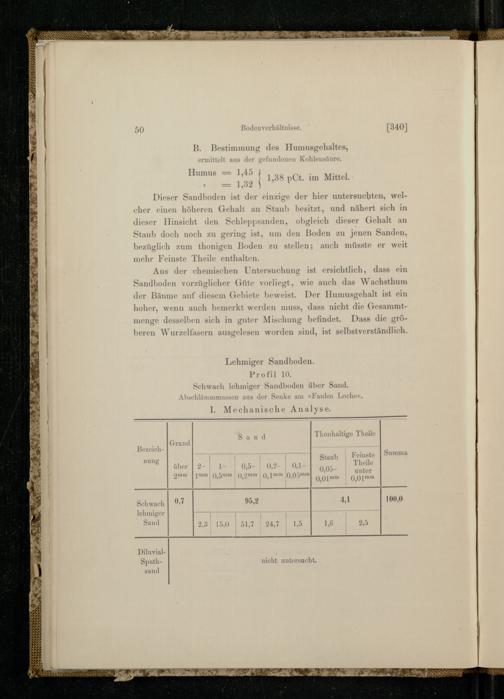 50 Bodenverhältnisse. [340]
B. Bestimmung des Humusgehaltes,
ermittelt aus der gefundenen Kohlensäure.
Humus = 1,45 } 1,38 pCt. im Mittel.
» = 1,32 }
Dieser Sandboden ist der einzige der hier untersuchten, wel-
cher einen höheren Gehalt an Staub besitzt, und nähert sich in
dieser Hinsicht den Schleppsanden, obgleich dieser Gehalt an
Staub doch noch zu gering ist, um den Boden zu jenen Sanden,
bezüglich zum thonigen Boden zu stellen; auch müsste er weit
mehr Feinste Theile enthalten.
Aus der chemischen Untersuchung ist ersichtlich, dass ein
Sandboden vorzüglicher Güte vorliegt, wie auch das Wachsthum
der Bäume auf diesem Gebiete beweist. Der Humusgehalt ist ein
hoher, wenn auch bemerkt werden muss, dass nicht die Gesammt-
menge desselben sich in guter Mischung befindet. Dass die grö-
beren Wurzelfasern ausgelesen worden sind, ist selbstverständlich.
Lehmiger Sandboden.
Profil 10.
Schwach lehmiger Sandboden über Sand.
Abschlämmmassen aus der Senke am »Faulen Loche«.
I. Mechanische Analyse.
Bezeich-
nung
Grand
über
2mm
Sand
2–
1mm
1–
0,5mm
0,5–
0,2mm
0,2–
0,1mm
0,1–
0,05mm
Thonhaltige Theile
Staub
0,05–
0,01mm
Feinste
Theile
unter
0,01mm
Summa
Schwach
lehmiger
Sand
0,7 95,2 4,1 100,0
2,3 15,0 51,7 24,7 1,5 1,6 2,5
Diluvial-
Spath-
sand
nicht untersucht.